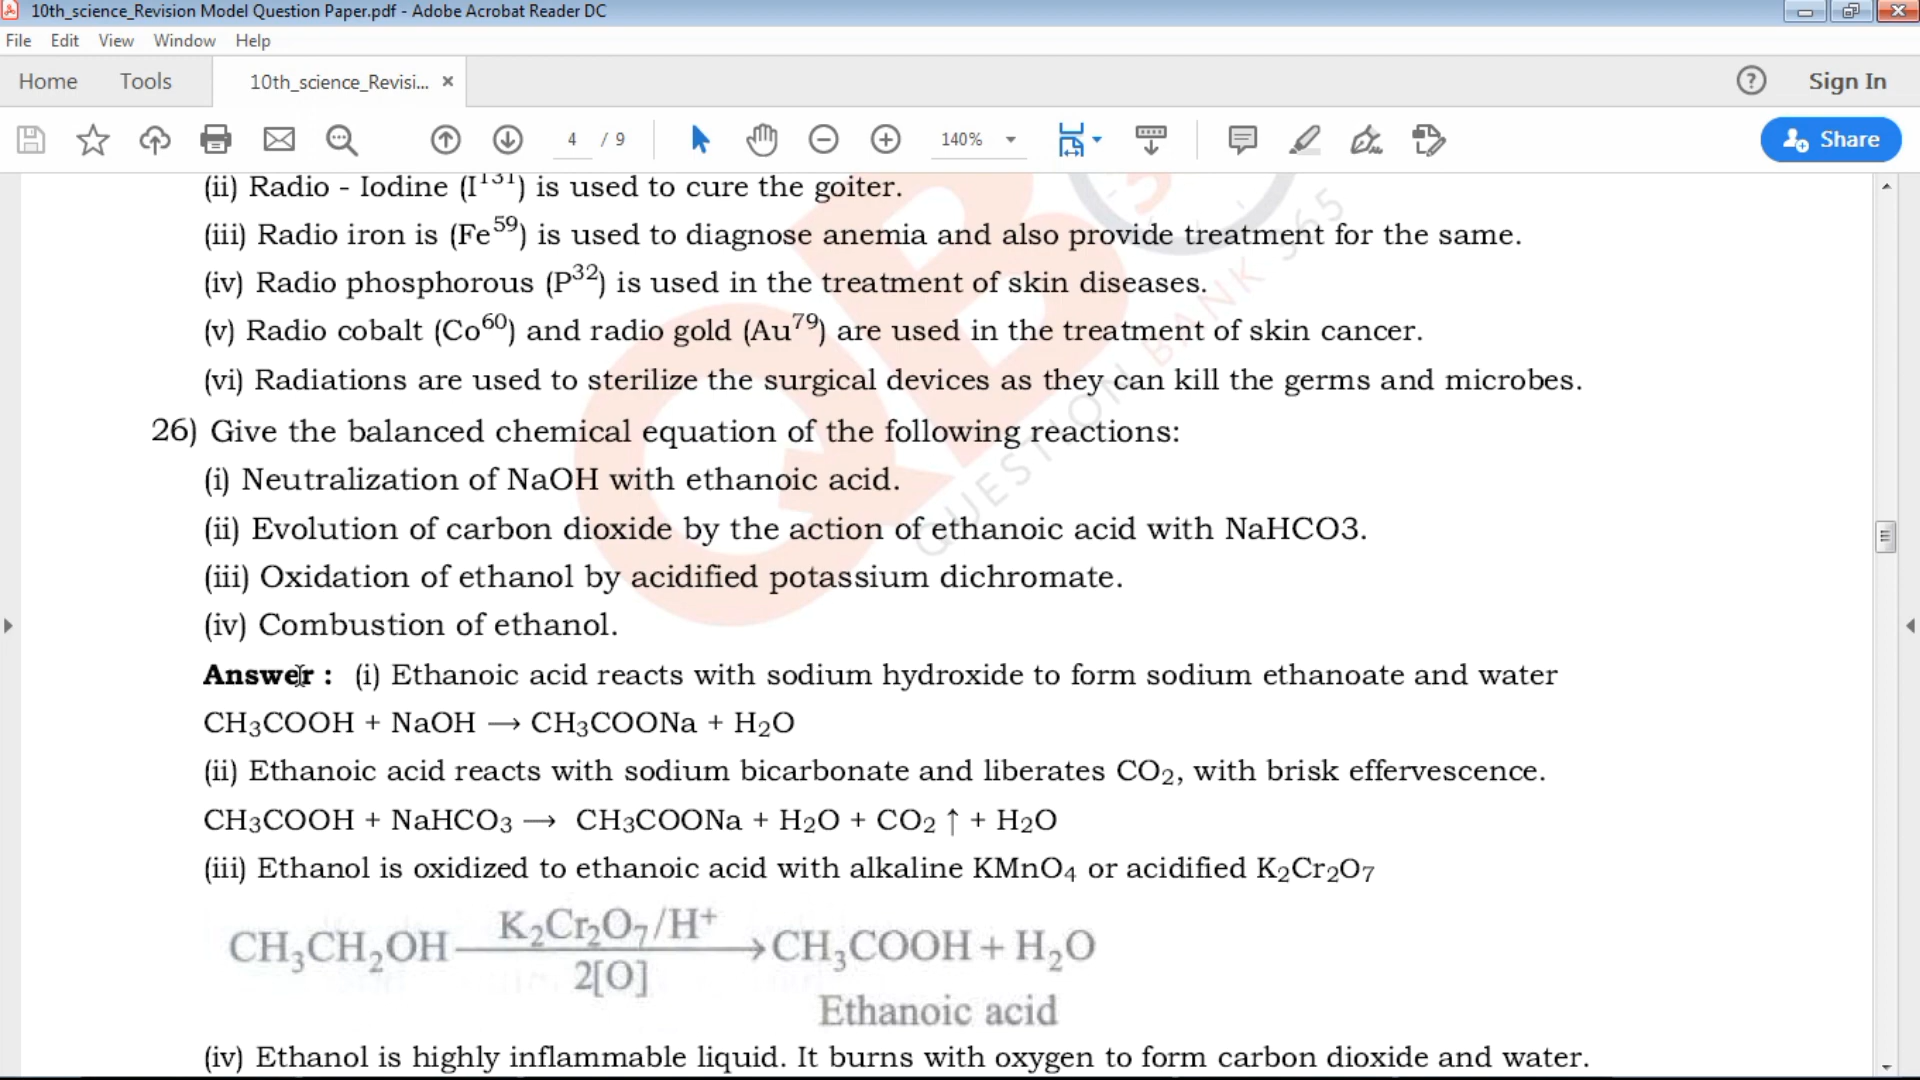 10th_science_Revision Model Question Paper.pdf - Adobe Acrobat Reader DC
File Edit View Window Help
Home Tools 10th_science_Revisi... × Sign In
4 / 9 140% Share
(ii) Radio - Iodine (I¹³¹) is used to cure the goiter.
(iii) Radio iron is (Fe⁵⁹) is used to diagnose anemia and also provide treatment for the same.
(iv) Radio phosphorous (P³²) is used in the treatment of skin diseases.
(v) Radio cobalt (Co⁶⁰) and radio gold (Au⁷⁹) are used in the treatment of skin cancer.
(vi) Radiations are used to sterilize the surgical devices as they can kill the germs and microbes.
26) Give the balanced chemical equation of the following reactions:
(i) Neutralization of NaOH with ethanoic acid.
(ii) Evolution of carbon dioxide by the action of ethanoic acid with NaHCO3.
(iii) Oxidation of ethanol by acidified potassium dichromate.
(iv) Combustion of ethanol.
Answer : (i) Ethanoic acid reacts with sodium hydroxide to form sodium ethanoate and water
CH₃COOH + NaOH ⟶ CH₃COONa + H₂O
(ii) Ethanoic acid reacts with sodium bicarbonate and liberates CO₂, with brisk effervescence.
CH₃COOH + NaHCO₃ ⟶ CH₃COONa + H₂O + CO₂ ↑ + H₂O
(iii) Ethanol is oxidized to ethanoic acid with alkaline KMnO₄ or acidified K₂Cr₂O₇
K₂Cr₂O₇/H⁺
CH₃CH₂OH ⟶ CH₃COOH + H₂O
2[O]
Ethanoic acid
(iv) Ethanol is highly inflammable liquid. It burns with oxygen to form carbon dioxide and water.
QB 365
QUESTION BANK 365